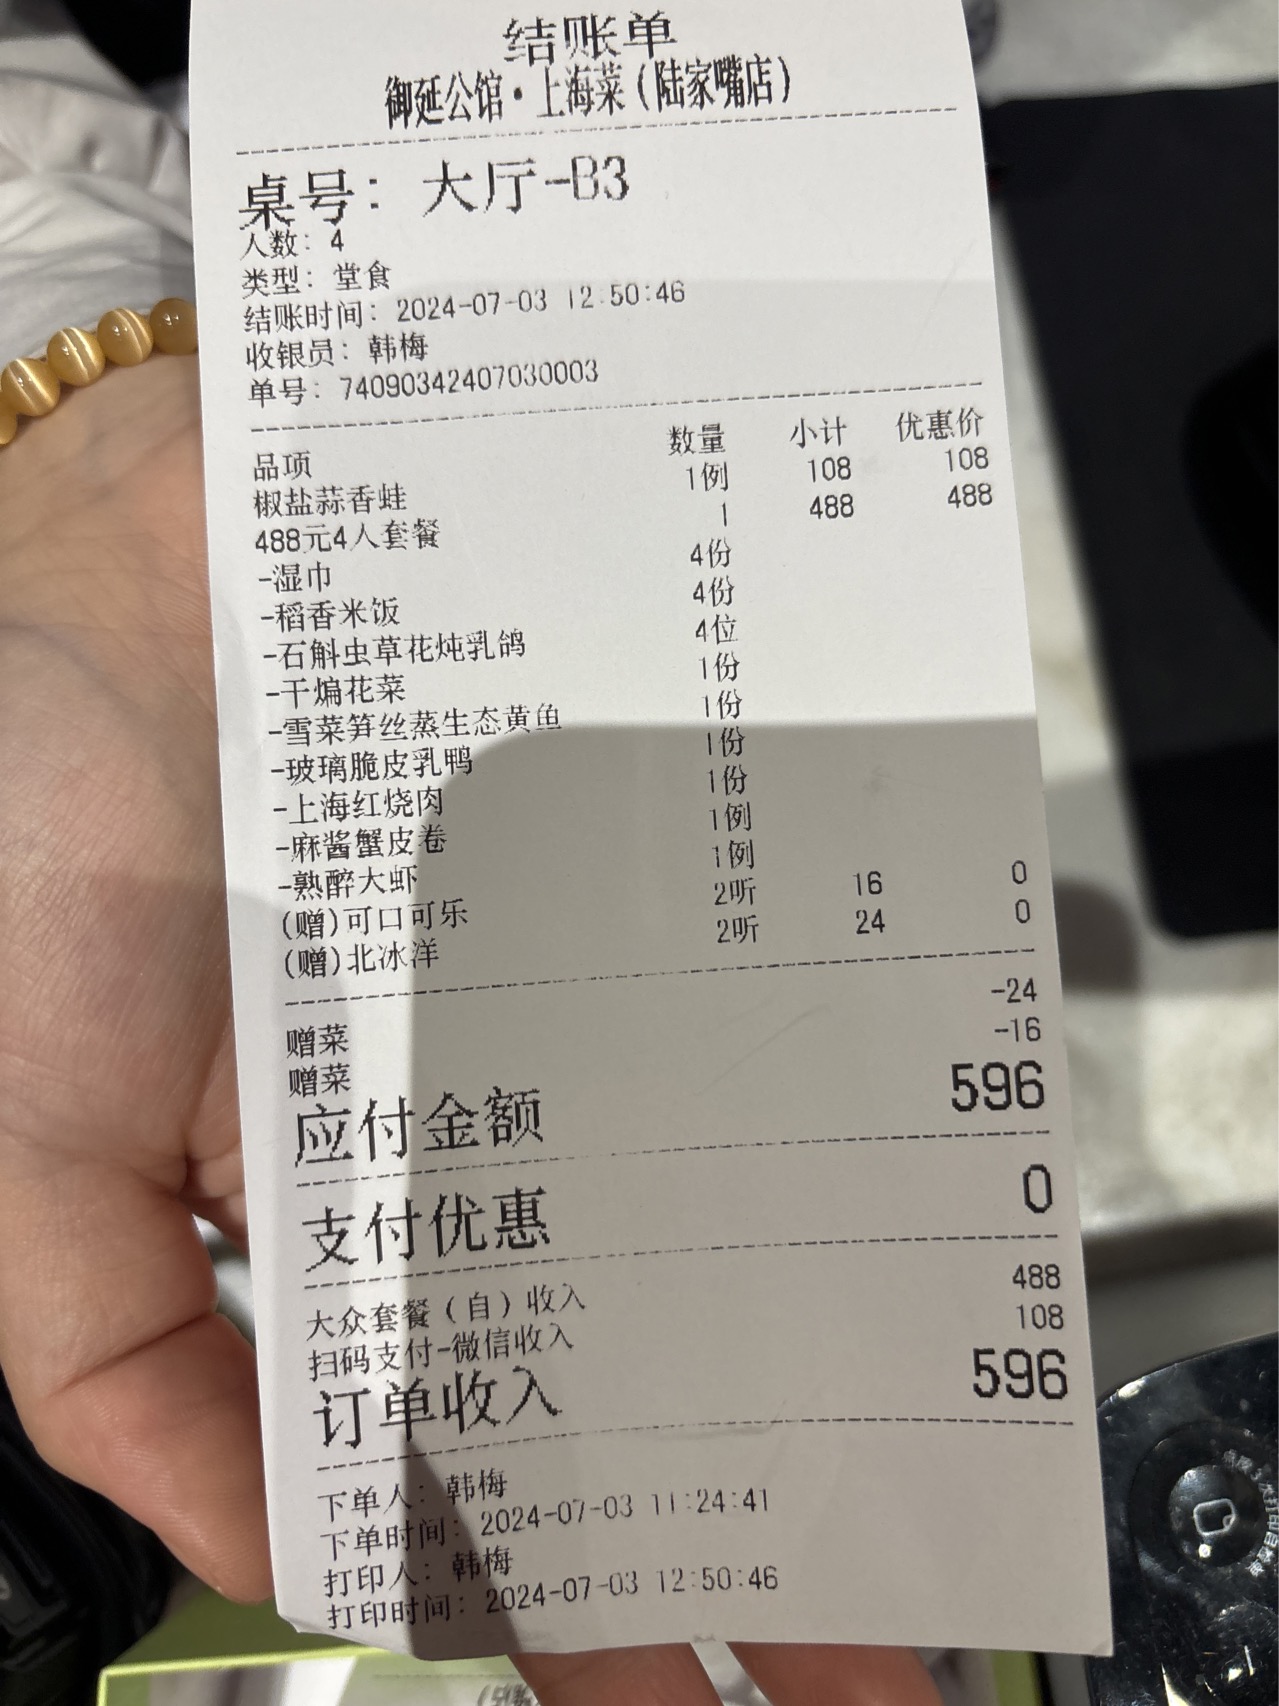 结账单
御延公馆·上海菜(陆家嘴店)
桌号: 大厅-B3
人数: 4
类型: 堂食
结账时间: 2024-07-03 12:50:46
收银员: 韩梅
单号: 74090342407030003
品项 数量 小计 优惠价
椒盐蒜香蛙 1例 108 108
488元4人套餐 1 488 488
-湿巾 4份
-稻香米饭 4份
-石斛虫草花炖乳鸽 4位
-干煸花菜 1份
-雪菜笋丝蒸生态黄鱼 1份
-玻璃脆皮乳鸭 1份
-上海红烧肉 1份
-麻酱蟹皮卷 1例
-熟醉大虾 1例
(赠)可口可乐 2听 16 0
(赠)北冰洋 2听 24 0
赠菜 -24
赠菜 -16
应付金额 596
支付优惠 0
大众套餐(自)收入 488
扫码支付-微信收入 108
订单收入 596
下单人: 韩梅
下单时间: 2024-07-03 11:24:41
打印人: 韩梅
打印时间: 2024-07-03 12:50:46